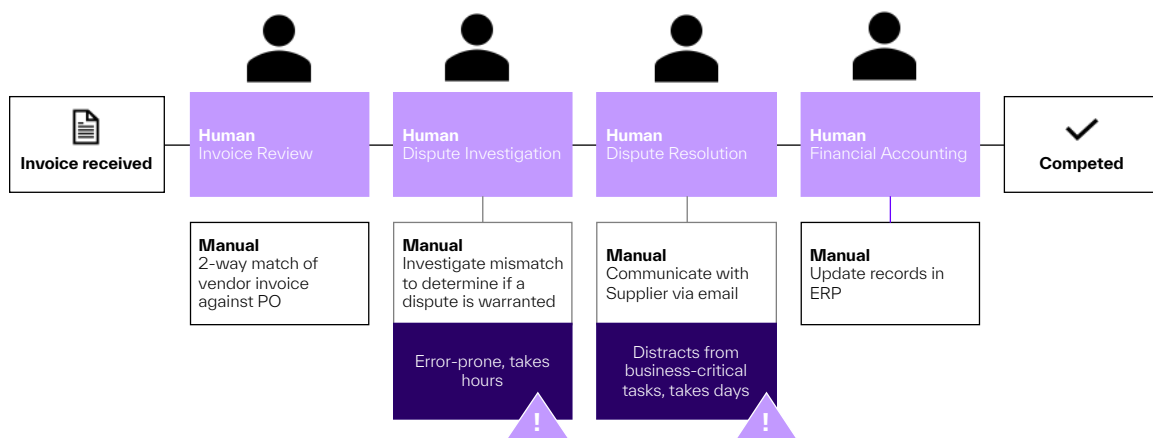 Invoice received
Human
Invoice Review
Human
Dispute Investigation
Human
Dispute Resolution
Human
Financial Accounting
Competed
Manual
2-way match of
vendor invoice
against PO
Manual
Investigate mismatch
to determine if a
dispute is warranted
Manual
Communicate with
Supplier via email
Manual
Update records in
ERP
Error-prone, takes
hours
!
Distracts from
business-critical
tasks, takes days
!